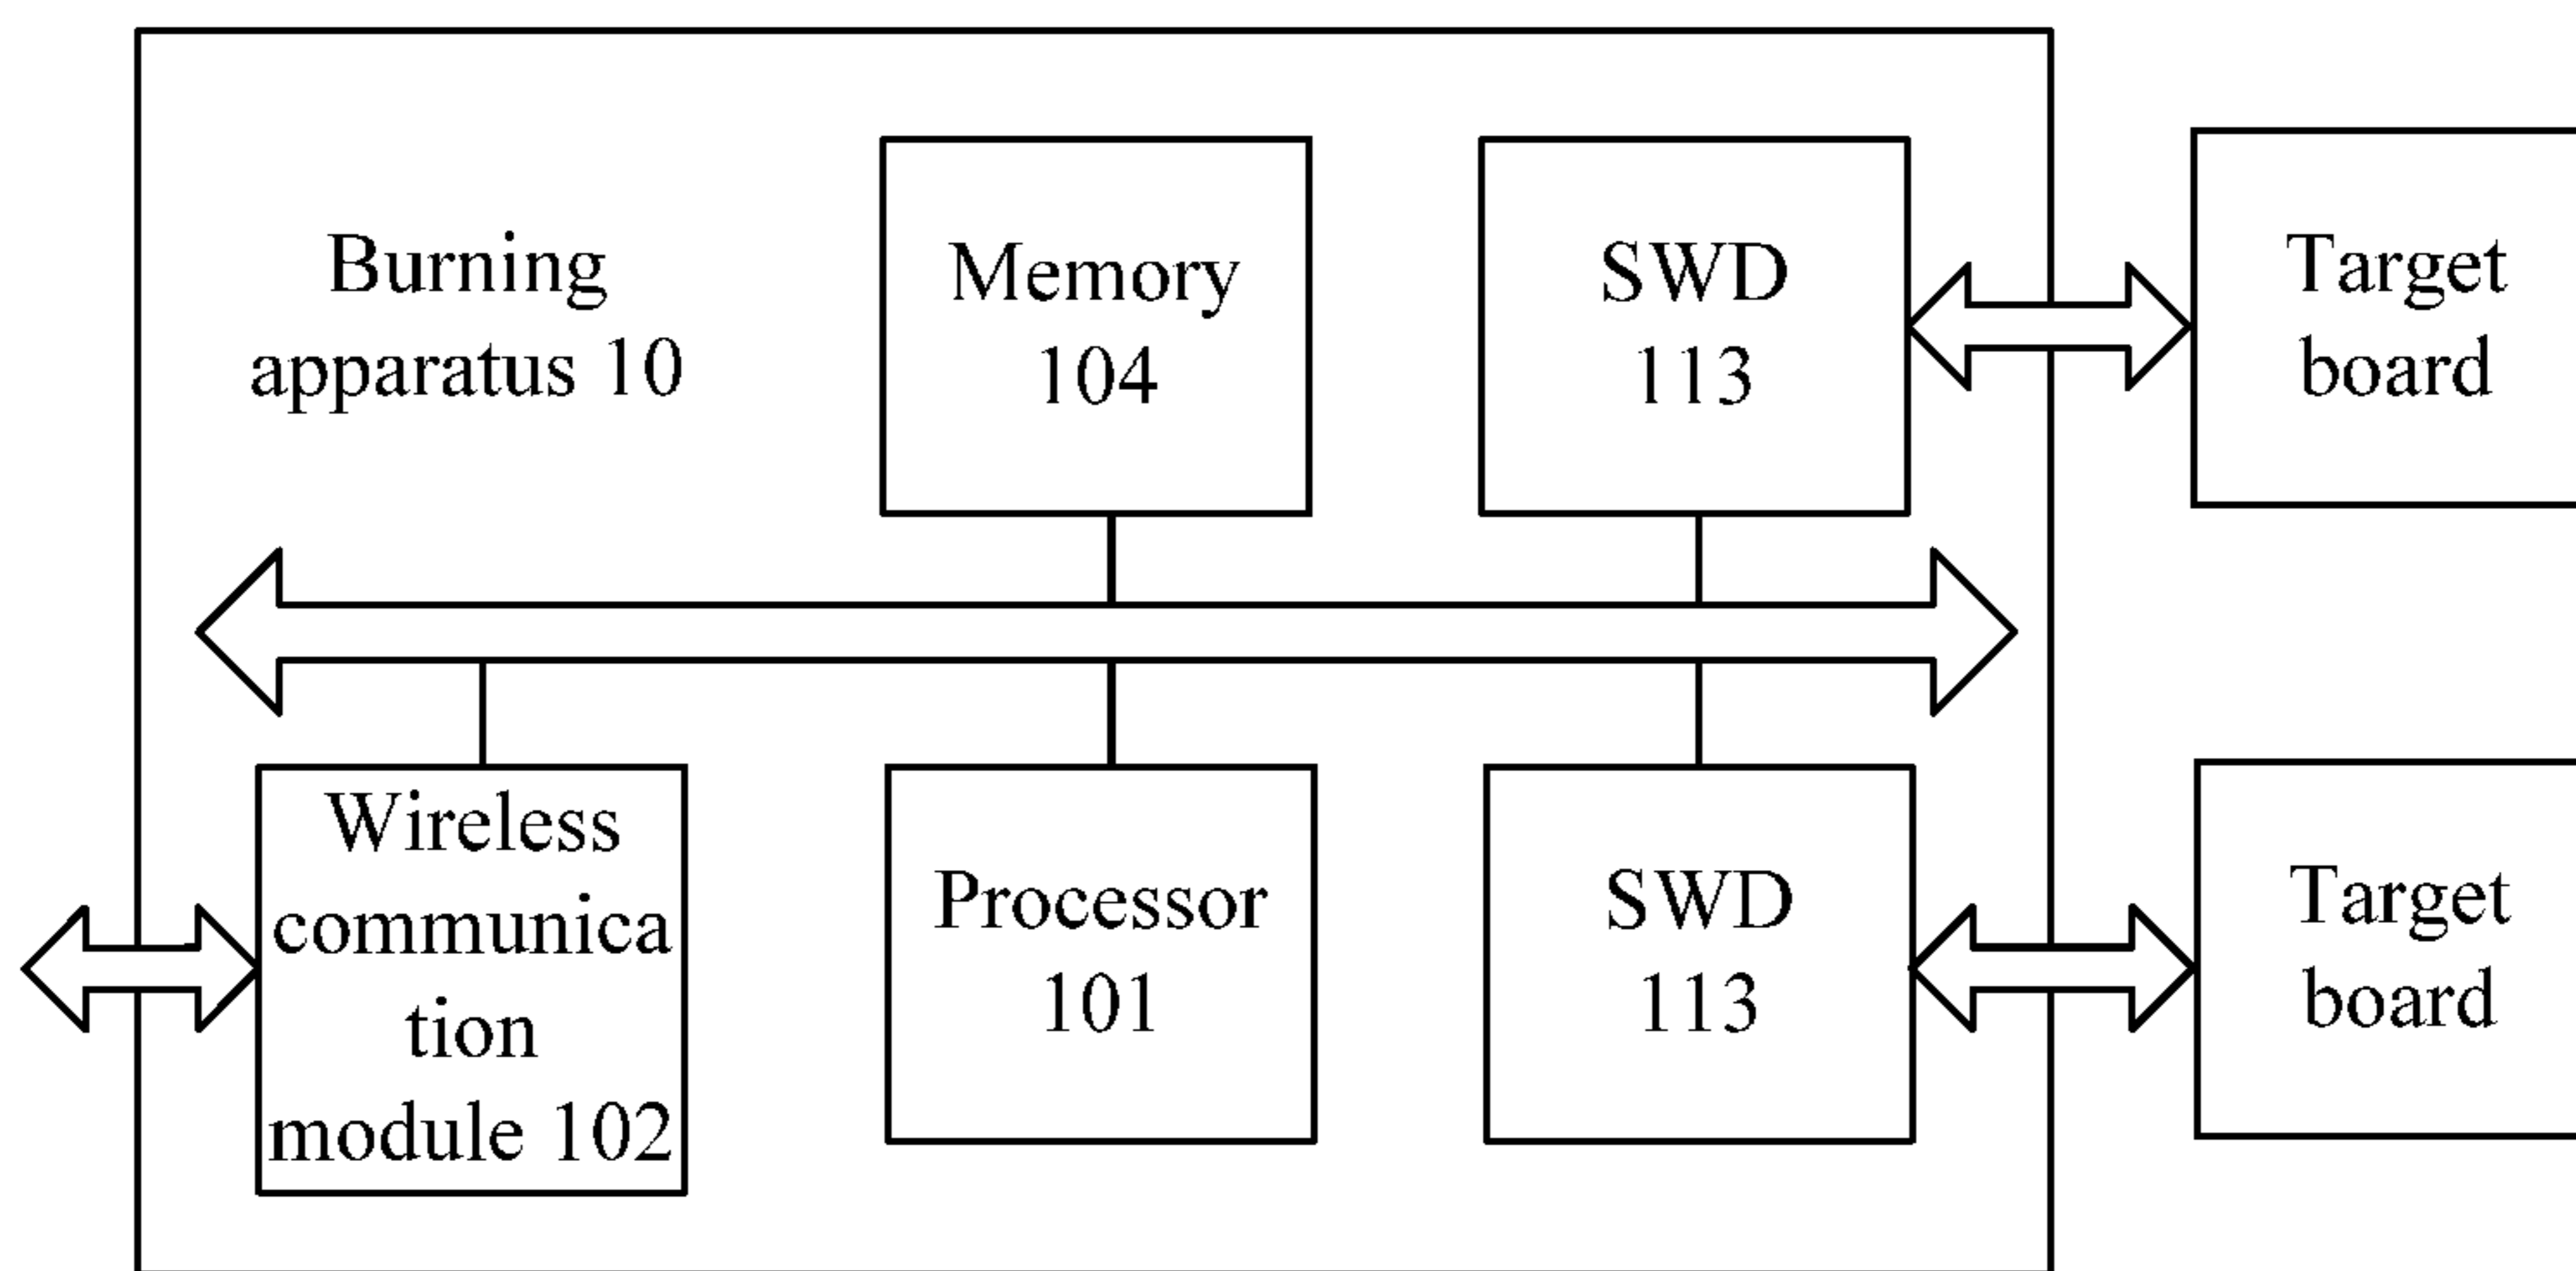 Burning
apparatus 10
Memory
104
SWD
113
Target
board
Wireless
communica
tion
module 102
Processor
101
SWD
113
Target
board